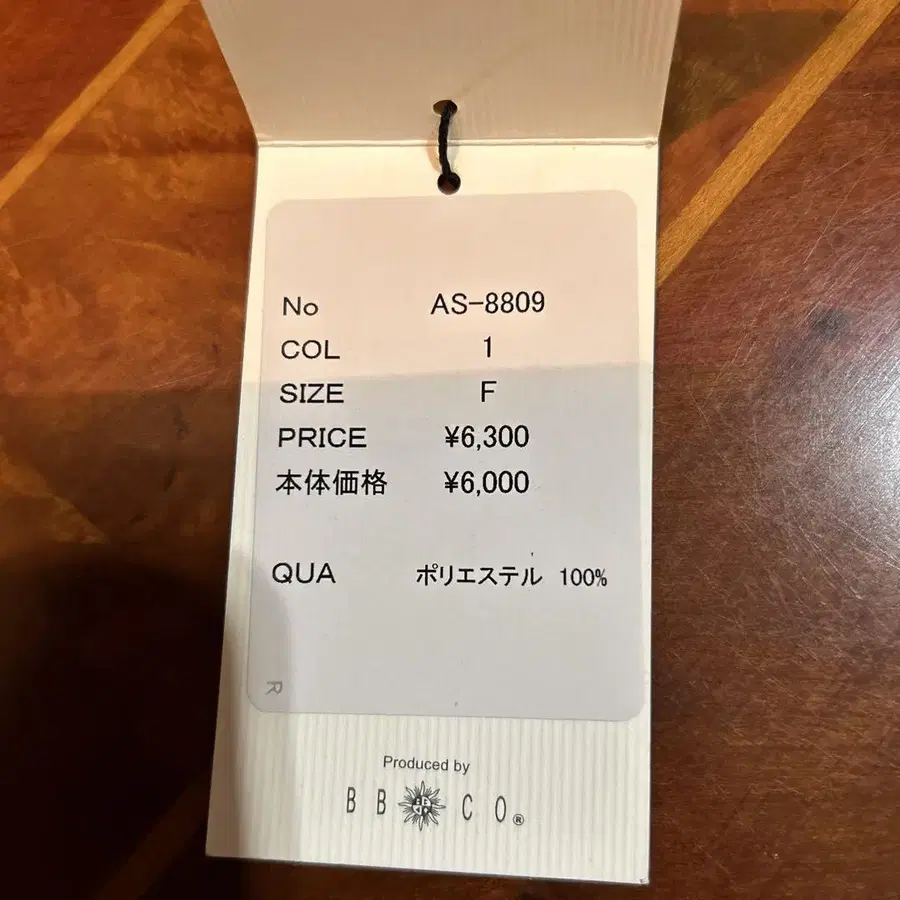 No AS-8809
COL 1
SIZE F
PRICE ¥6,300
本体価格 ¥6,000
QUA ポリエステル 100%
R
Produced by
BB CO®